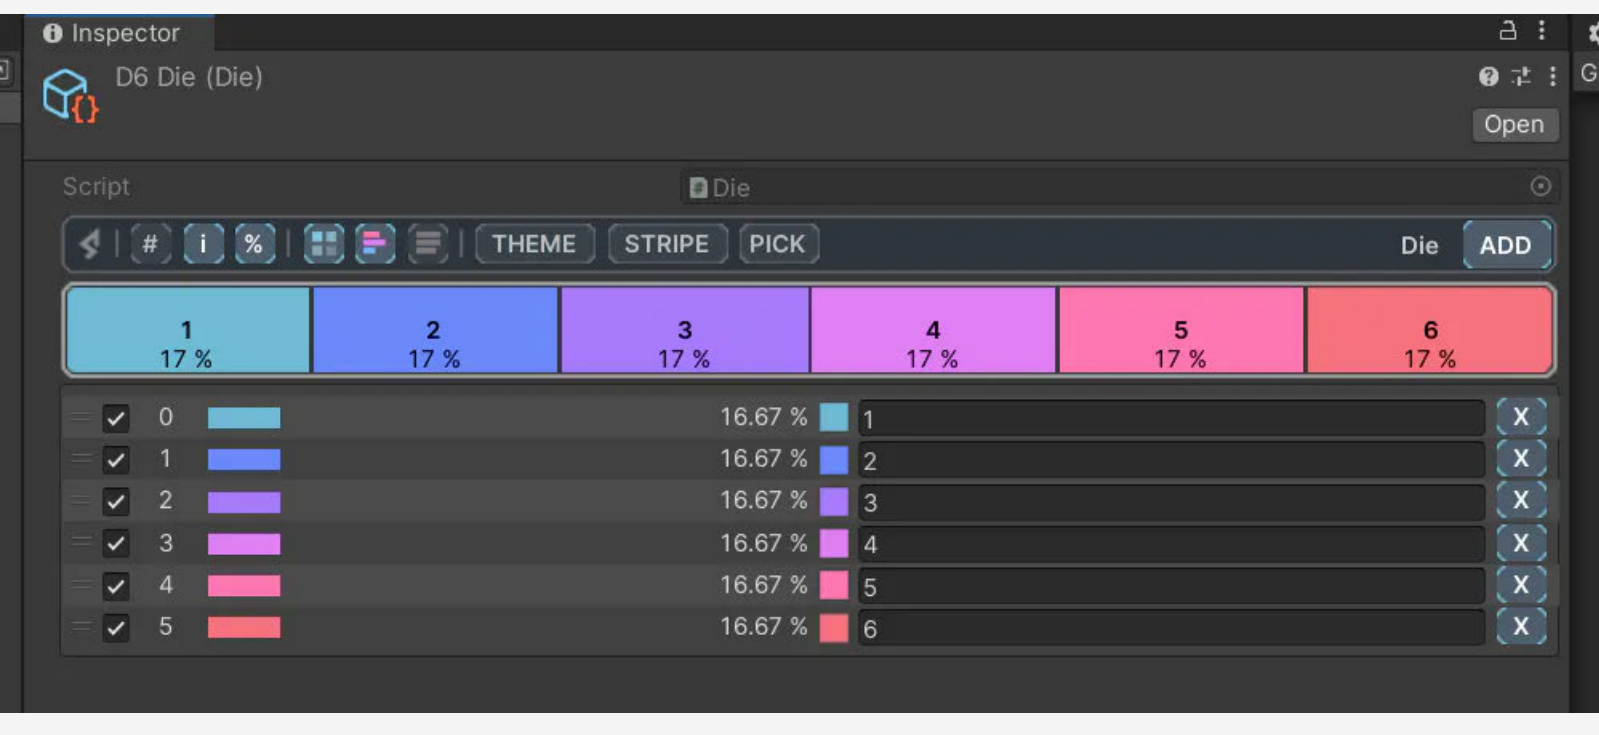 Inspector
D6 Die (Die)
G
Open
Script Die
# i % THEME STRIPE PICK Die ADD
1 2 3 4 5 6
17 % 17 % 17 % 17 % 17 % 17 %
0 16.67 % 1 X
1 16.67 % 2 X
2 16.67 % 3 X
3 16.67 % 4 X
4 16.67 % 5 X
5 16.67 % 6 X